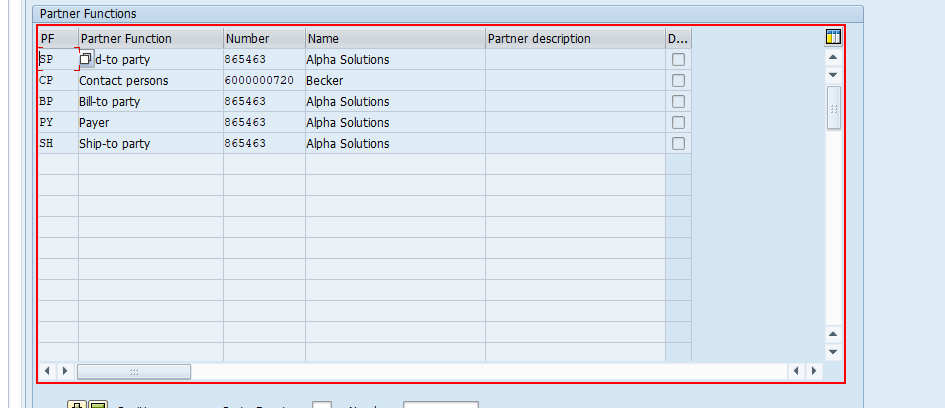 Partner Functions
PF Partner Function Number Name Partner description D...
SP d-to party 865463 Alpha Solutions
CP Contact persons 6000000720 Becker
BP Bill-to party 865463 Alpha Solutions
PY Payer 865463 Alpha Solutions
SH Ship-to party 865463 Alpha Solutions